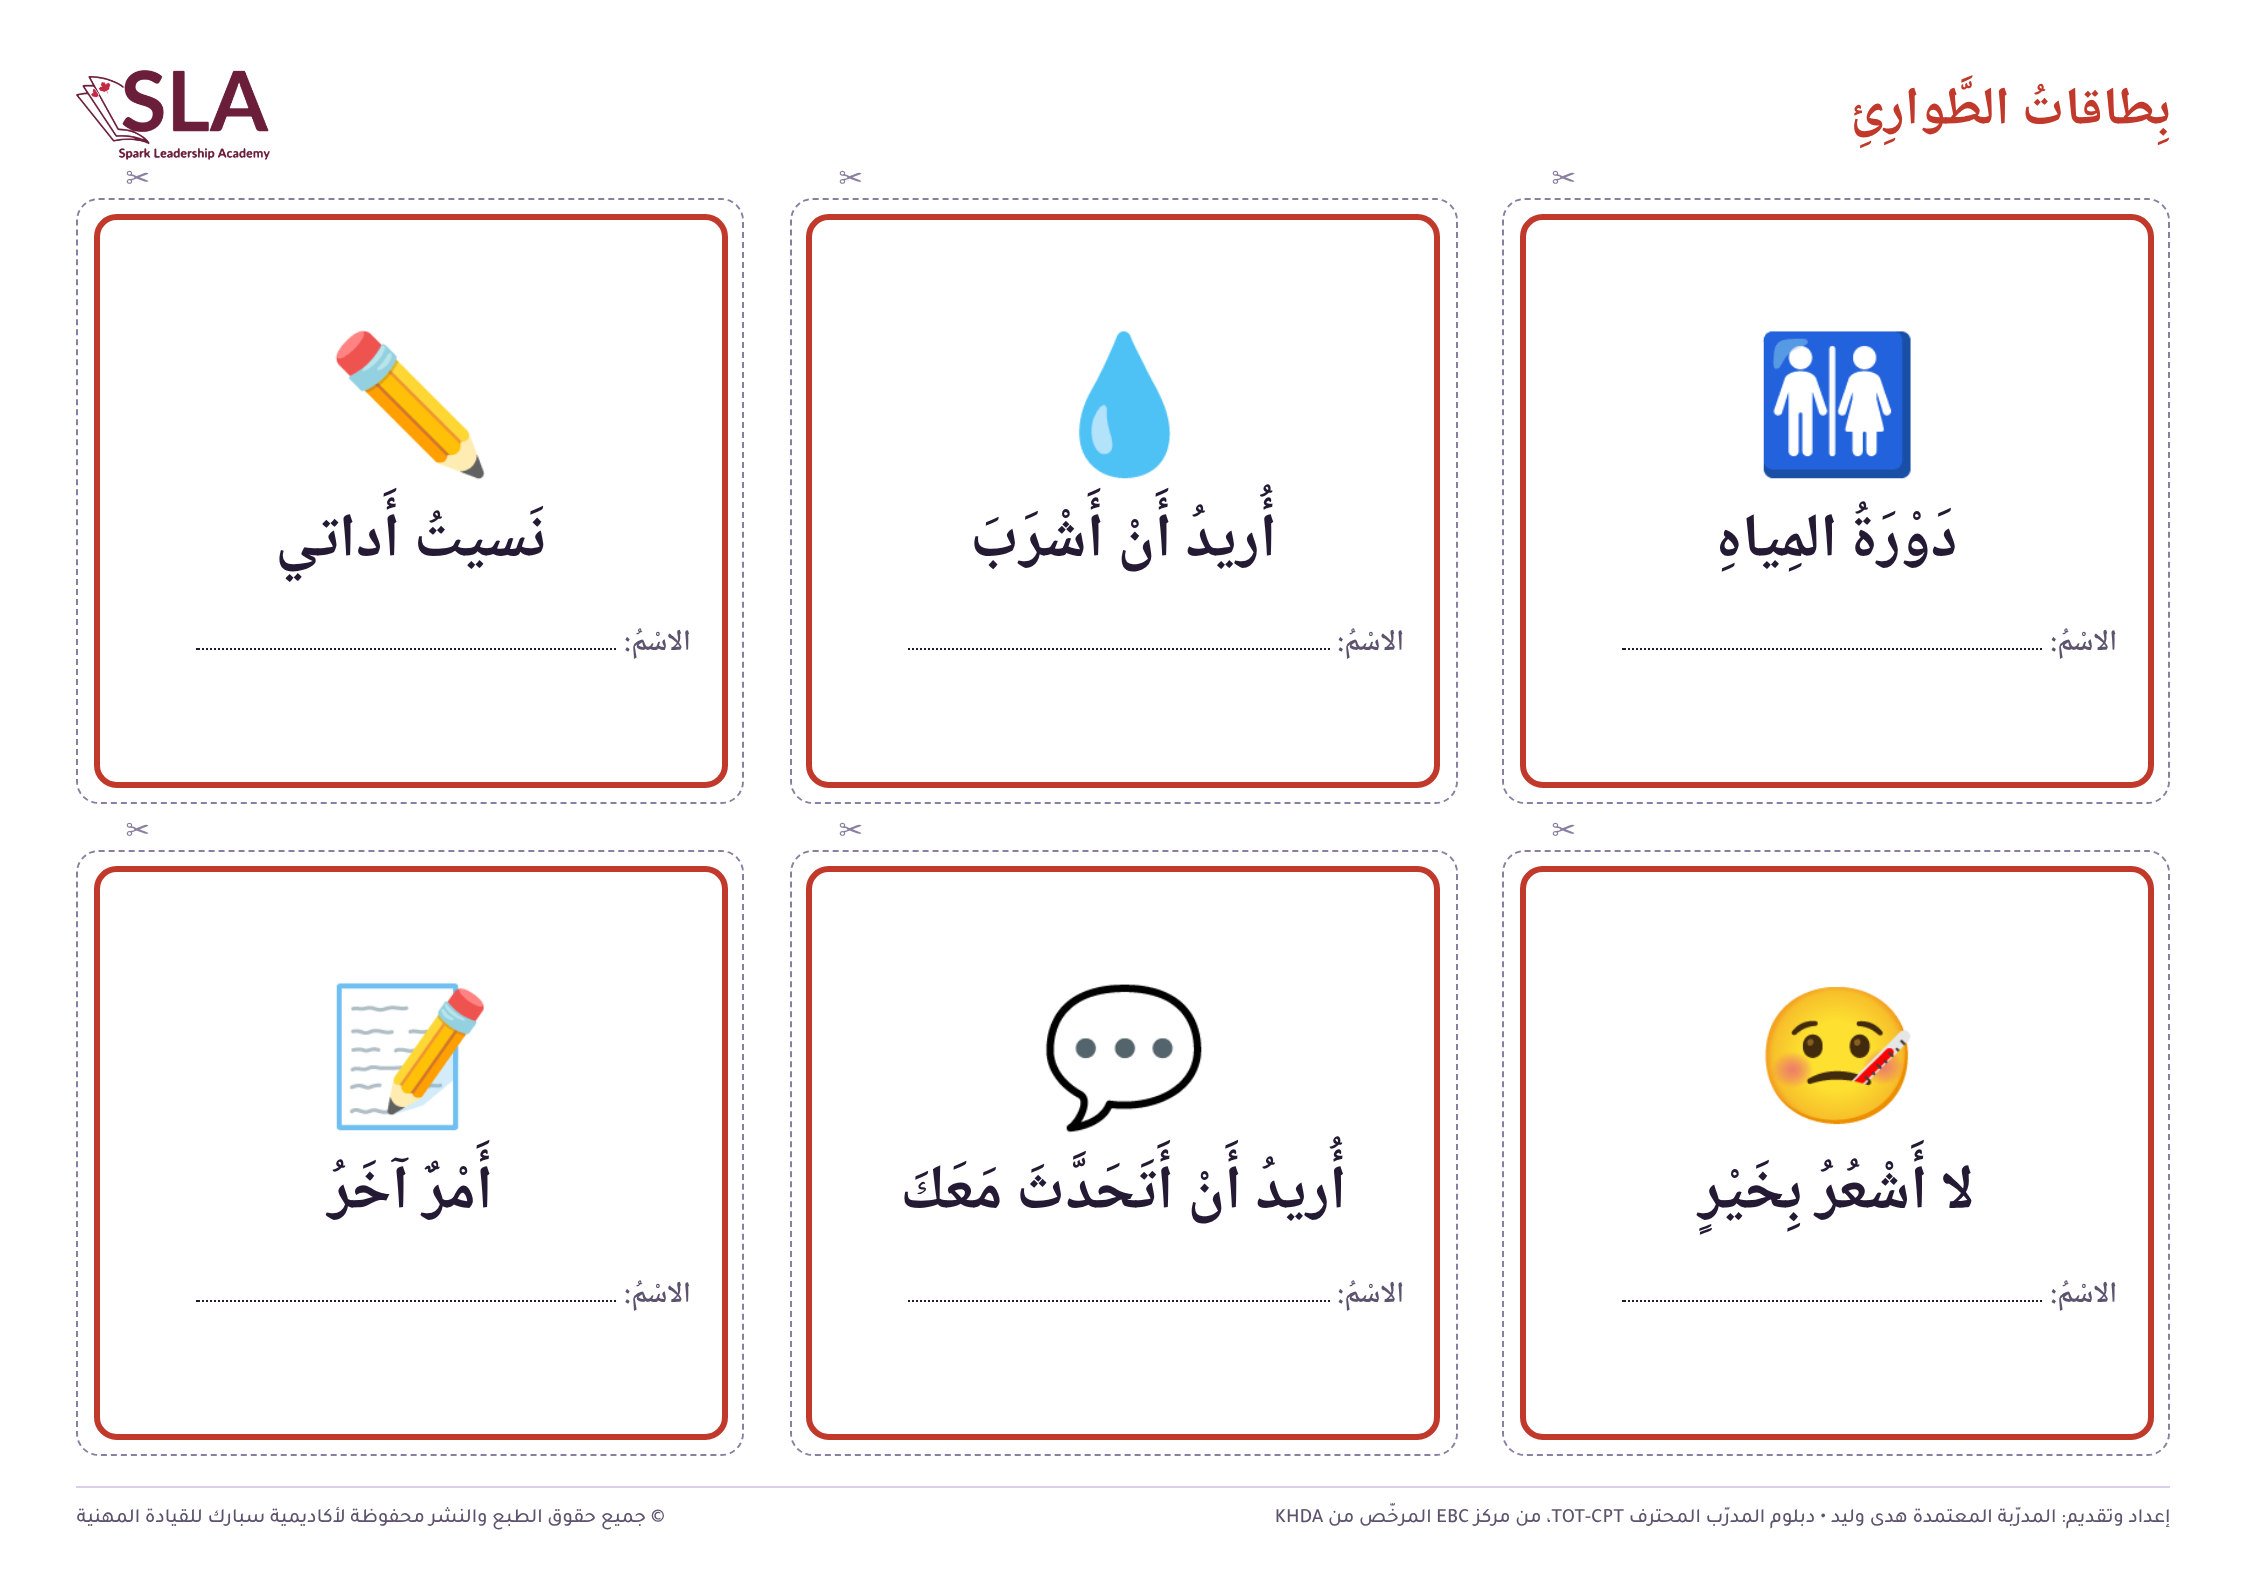 بِطاقاتُ الطَّوارِئِ
SLA
Spark Leadership Academy
دَوْرَةُ المِياهِ
الاسْمُ:
أُريدُ أَنْ أَشْرَبَ
الاسْمُ:
نَسيتُ أَداتي
الاسْمُ:
لا أَشْعُرُ بِخَيْرٍ
الاسْمُ:
أُريدُ أَنْ أَتَحَدَّثَ مَعَكَ
الاسْمُ:
أَمْرٌ آخَرُ
الاسْمُ:
إعداد وتقديم: المدرّبة المعتمدة هدى وليد • دبلوم المدرّب المحترف TOT-CPT، من مركز EBC المرخّص من KHDA
© جميع حقوق الطبع والنشر محفوظة لأكاديمية سبارك للقيادة المهنية